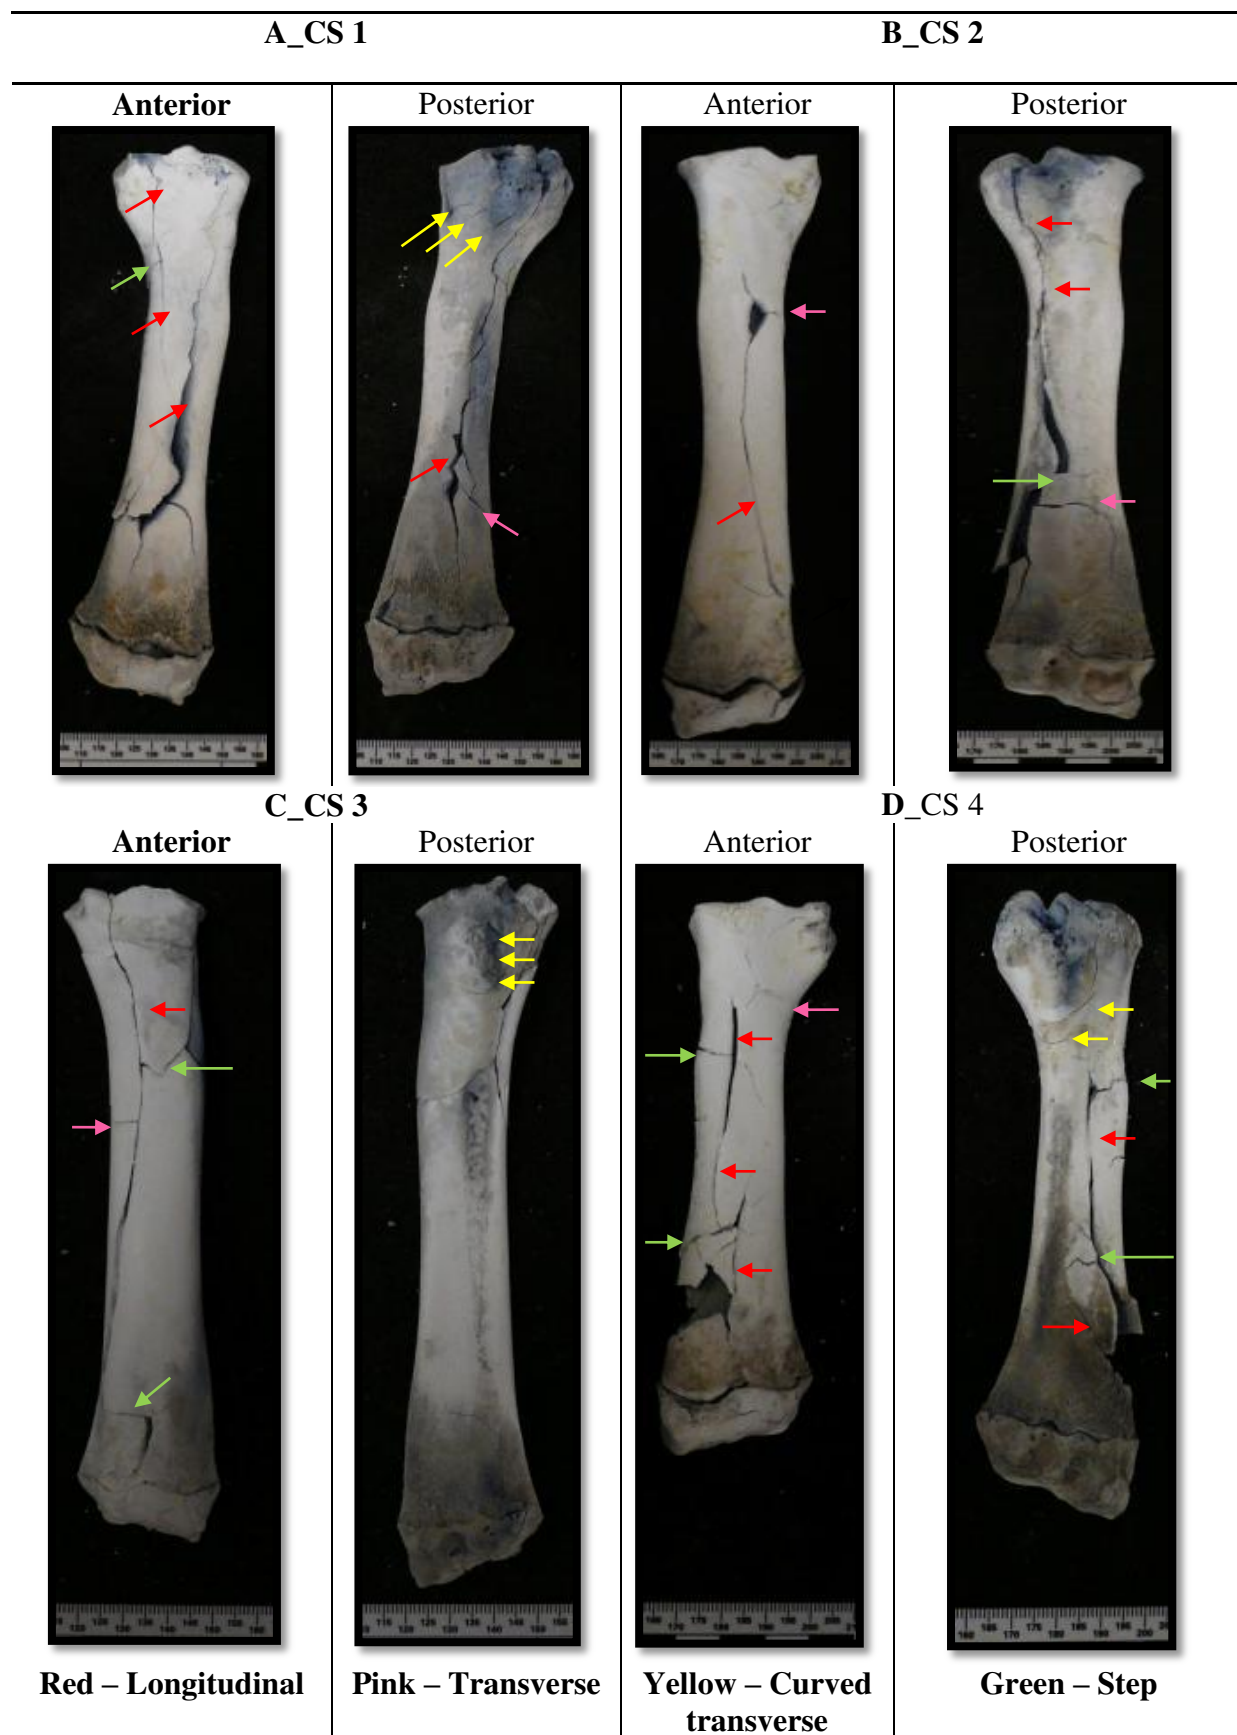 A_CS 1 B_CS 2
Anterior Posterior Anterior Posterior
C_CS 3 D_CS 4
Anterior Posterior Anterior Posterior
Red – Longitudinal Pink – Transverse Yellow – Curved transverse Green – Step